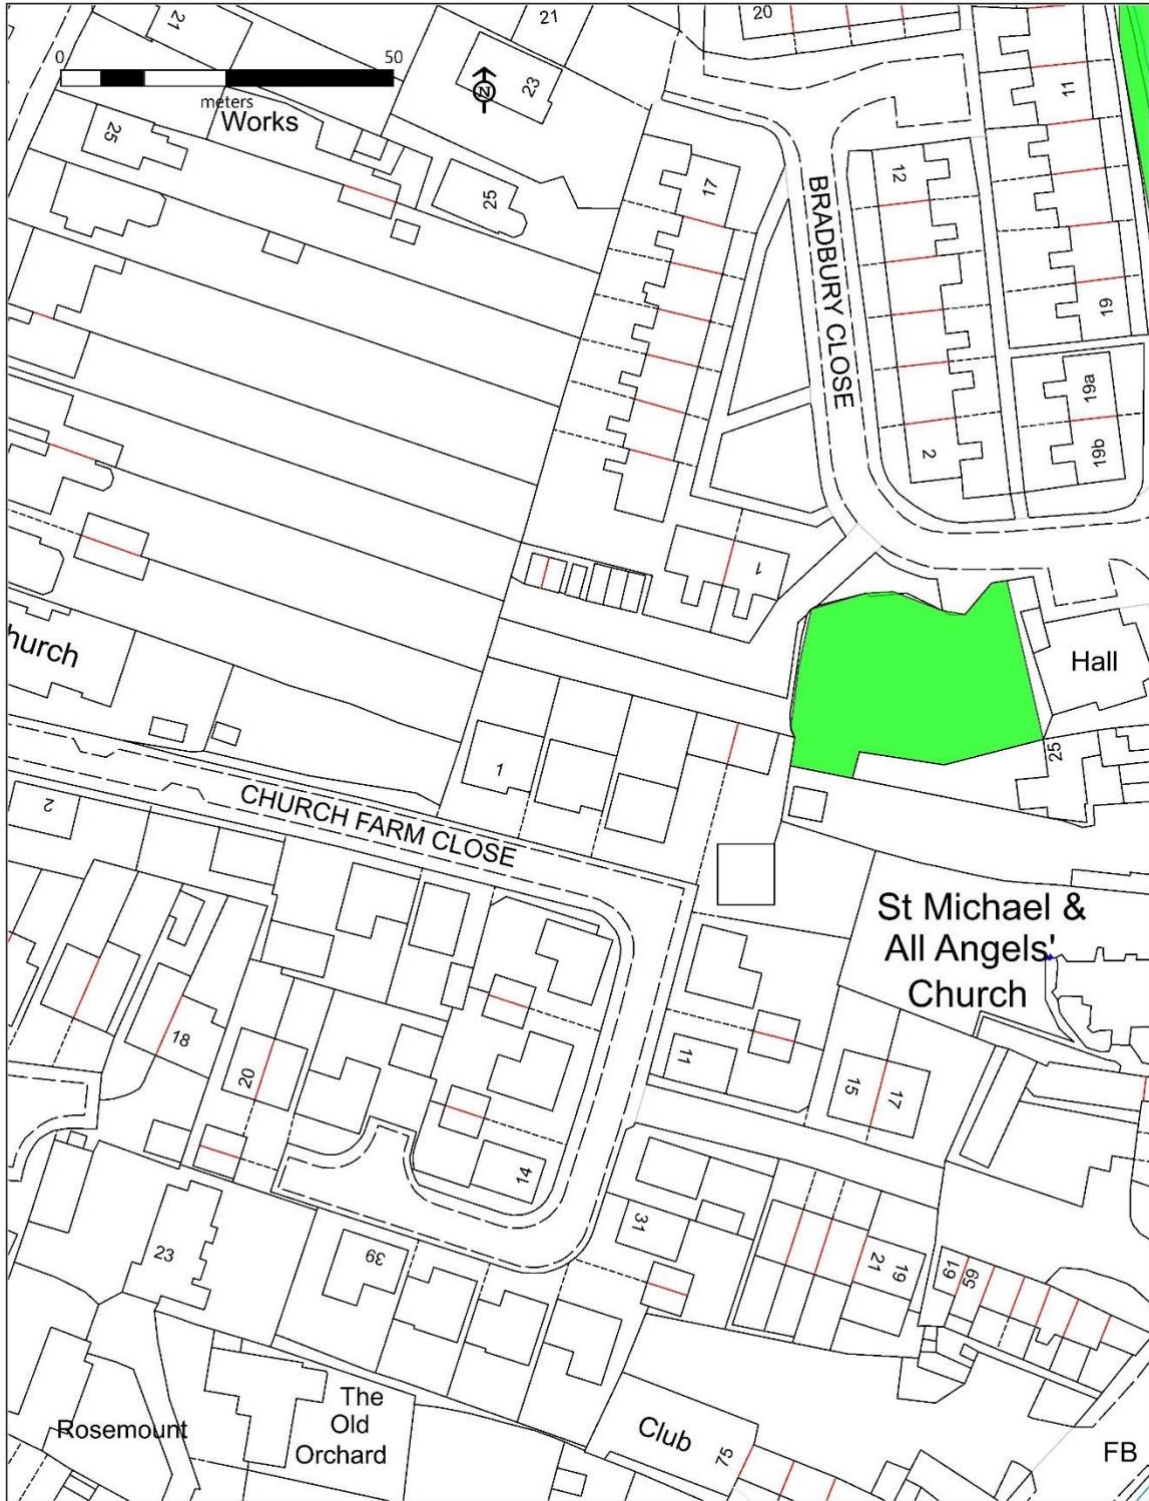 21
21
20
0
50
meters
N
23
Works
11
25
17
12
25
BRADBURY CLOSE
19
19a
2
19b
1
hurch
Hall
25
1
2
CHURCH FARM CLOSE
St Michael &
All Angels'
Church
18
20
11
15
17
14
31
23
39
21
19
61
59
The
Old
Orchard
Rosemount
Club
75
FB